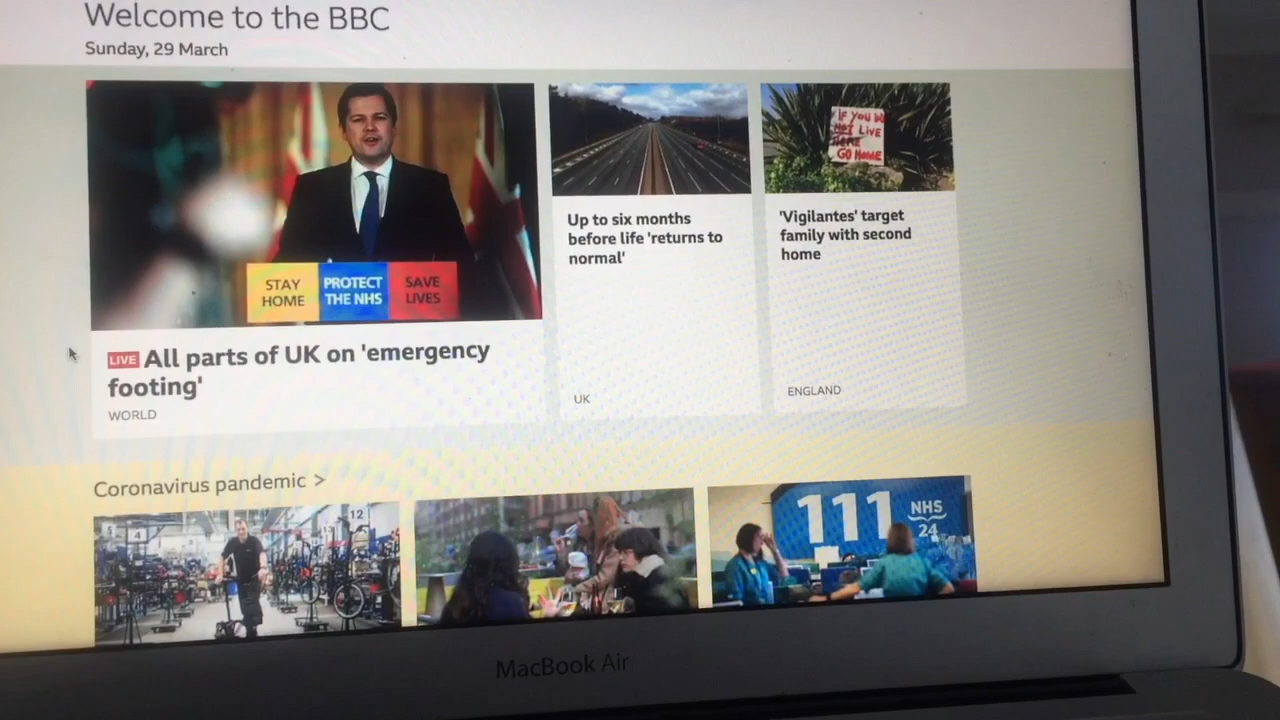 Welcome to the BBC
Sunday, 29 March
STAY
HOME
PROTECT
THE NHS
SAVE
LIVES
LIVE All parts of UK on 'emergency
footing'
WORLD
Up to six months
before life 'returns to
normal'
UK
IF YOU DO
NOT LIVE
HERE
GO HOME
'Vigilantes' target
family with second
home
ENGLAND
Coronavirus pandemic >
4
12
111
NHS
24
MacBook Air